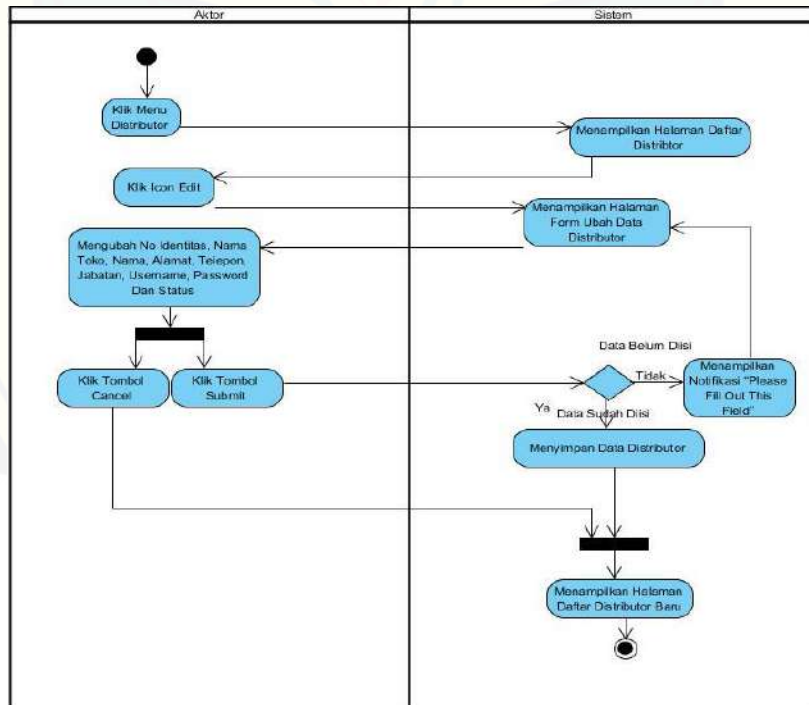 Aktor
Sistem
Klik Menu
Distributor
Menampilkan Halaman Daftar
Distribtor
Klik Icon Edit
Menampilkan Halaman
Form Ubah Data
Distributor
Mengubah No Identitas, Nama
Toko, Nama, Alamat, Telepon,
Jabatan, Username, Password
Dan Status
Data Belum Diisi
Klik Tombol
Cancel
Klik Tombol
Submit
Tidak
Menampilkan
Notifikasi "Please
Fill Out This
Field"
Ya
Data Sudah Diisi
Menyimpan Data Distributor
Menampilkan Halaman
Daftar Distributor Baru